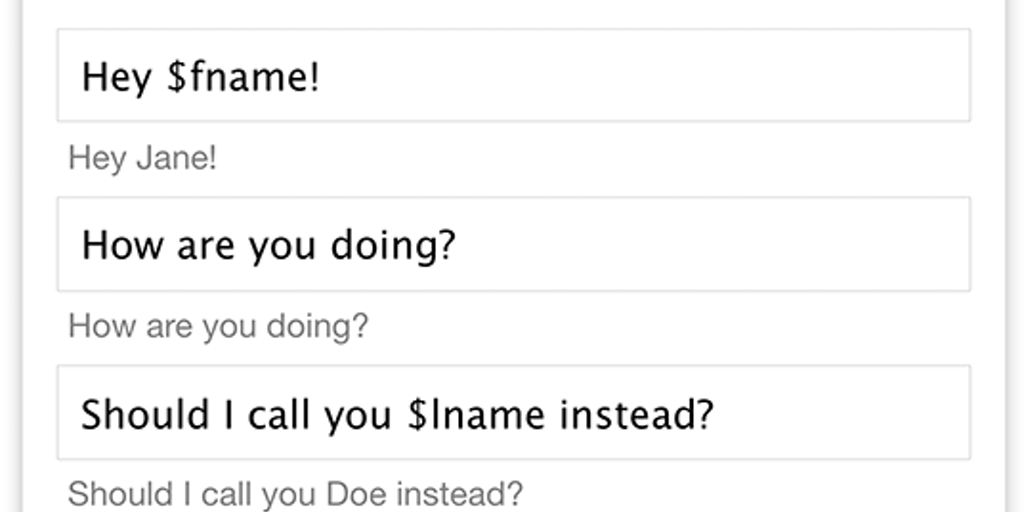 Hey $fname!
Hey Jane!
How are you doing?
How are you doing?
Should I call you $lname instead?
Should I call you Doe instead?